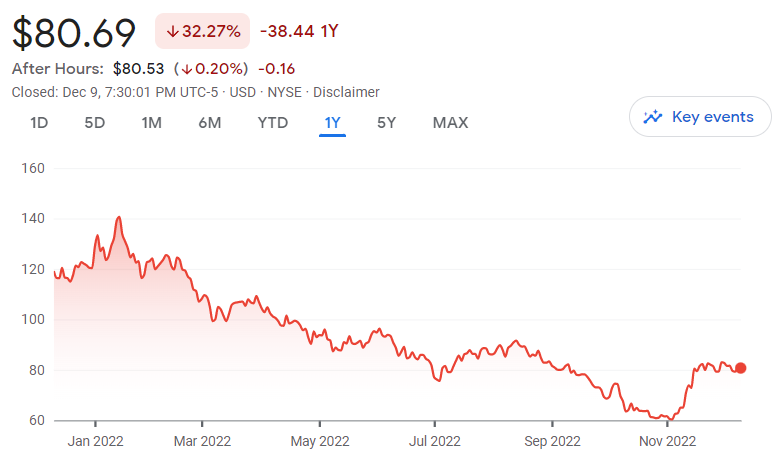 $80.69 ↓32.27% -38.44 1Y
After Hours: $80.53 (↓0.20%) -0.16
Closed: Dec 9, 7:30:01 PM UTC-5 · USD · NYSE · Disclaimer
1D 5D 1M 6M YTD 1Y 5Y MAX
Key events
160
140
120
100
80
60
Jan 2022 Mar 2022 May 2022 Jul 2022 Sep 2022 Nov 2022